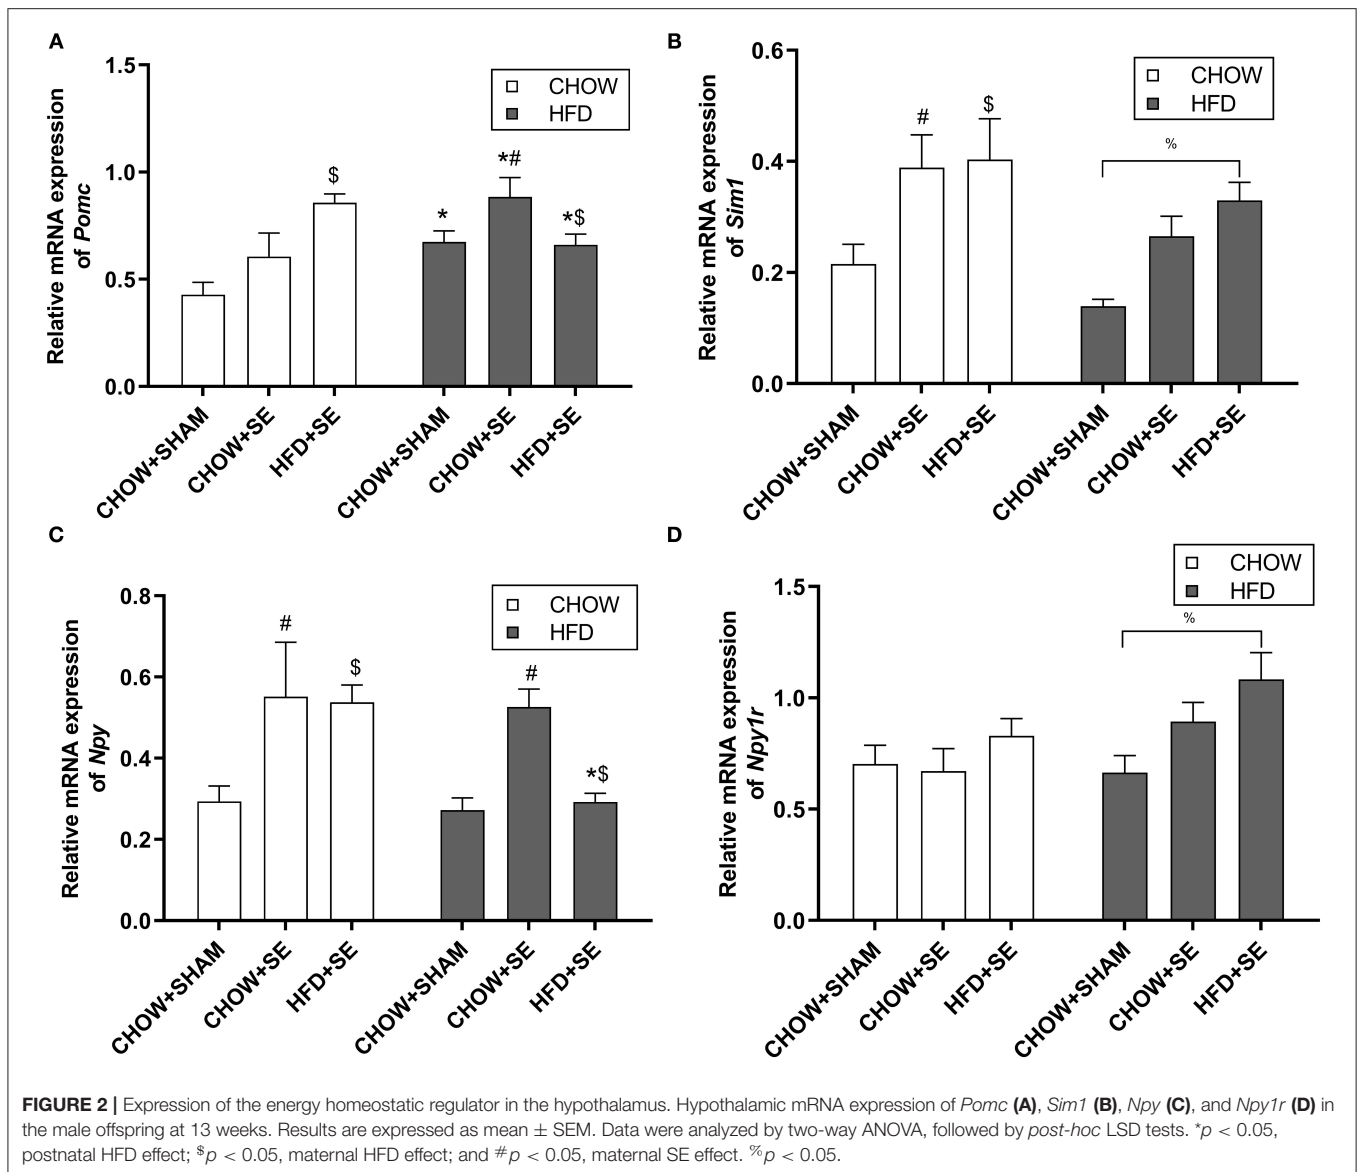 A
Relative mRNA expression
of Pomc
1.5
1.0
0.5
0.0
CHOW
HFD
$
*
*#
*$
CHOW+SHAM
CHOW+SE
HFD+SE
CHOW+SHAM
CHOW+SE
HFD+SE
B
Relative mRNA expression
of Sim1
0.6
0.4
0.2
0.0
CHOW
HFD
#
$
%
CHOW+SHAM
CHOW+SE
HFD+SE
CHOW+SHAM
CHOW+SE
HFD+SE
C
Relative mRNA expression
of Npy
0.8
0.6
0.4
0.2
0.0
CHOW
HFD
#
$
#
*$
CHOW+SHAM
CHOW+SE
HFD+SE
CHOW+SHAM
CHOW+SE
HFD+SE
D
Relative mRNA expression
of Npy1r
1.5
1.0
0.5
0.0
CHOW
HFD
%
CHOW+SHAM
CHOW+SE
HFD+SE
CHOW+SHAM
CHOW+SE
HFD+SE
FIGURE 2 | Expression of the energy homeostatic regulator in the hypothalamus. Hypothalamic mRNA expression of Pomc (A), Sim1 (B), Npy (C), and Npy1r (D) in
the male offspring at 13 weeks. Results are expressed as mean ± SEM. Data were analyzed by two-way ANOVA, followed by post-hoc LSD tests. *p < 0.05,
postnatal HFD effect; $p < 0.05, maternal HFD effect; and #p < 0.05, maternal SE effect. %p < 0.05.